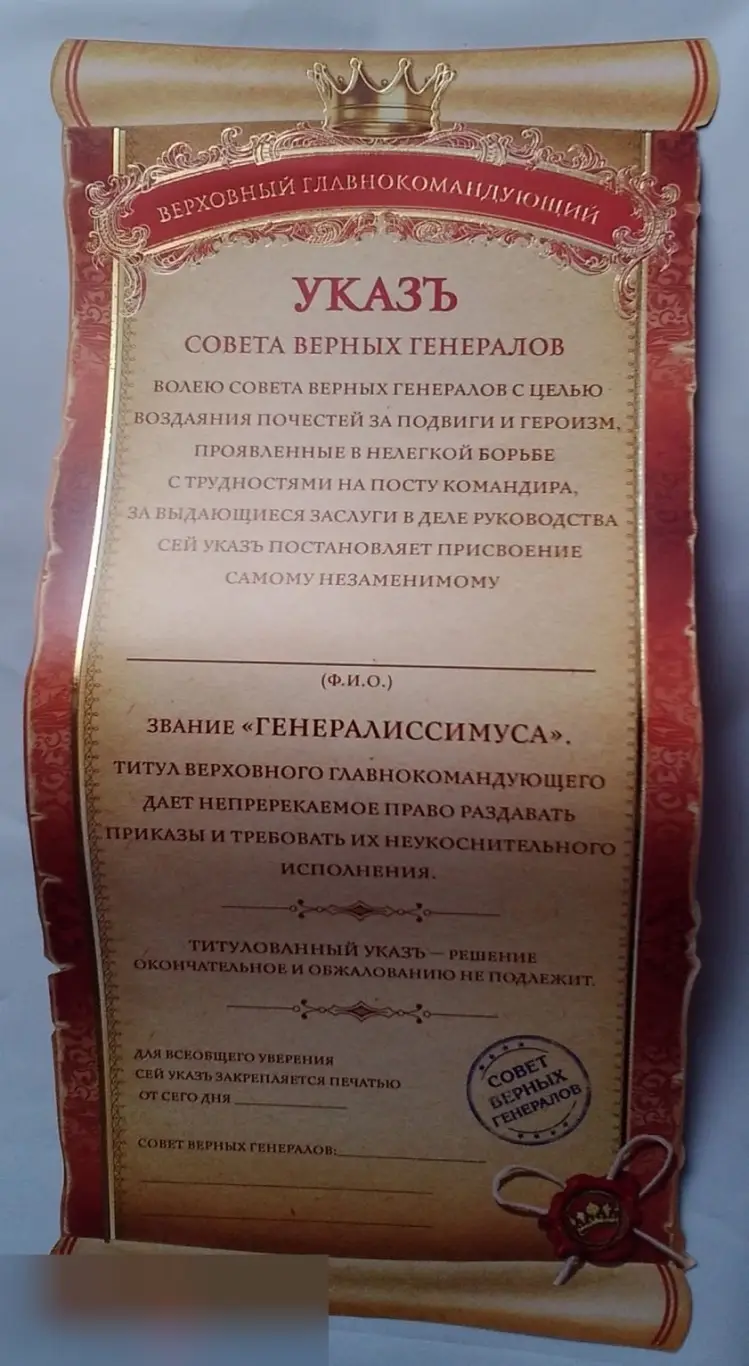 ВЕРХОВНЫЙ ГЛАВНОКОМАНДУЮЩИЙ
УКАЗЪ
СОВЕТА ВЕРНЫХ ГЕНЕРАЛОВ
ВОЛЕЮ СОВЕТА ВЕРНЫХ ГЕНЕРАЛОВ С ЦЕЛЬЮ
ВОЗДАЯНИЯ ПОЧЕСТЕЙ ЗА ПОДВИГИ И ГЕРОИЗМ,
ПРОЯВЛЕННЫЕ В НЕЛЕГКОЙ БОРЬБЕ
С ТРУДНОСТЯМИ НА ПОСТУ КОМАНДИРА,
ЗА ВЫДАЮЩИЕСЯ ЗАСЛУГИ В ДЕЛЕ РУКОВОДСТВА
СЕЙ УКАЗЪ ПОСТАНОВЛЯЕТ ПРИСВОЕНИЕ
САМОМУ НЕЗАМЕНИМОМУ
(Ф.И.О.)
ЗВАНИЕ «ГЕНЕРАЛИССИМУСА».
ТИТУЛ ВЕРХОВНОГО ГЛАВНОКОМАНДУЮЩЕГО
ДАЕТ НЕПРЕРЕКАЕМОЕ ПРАВО РАЗДАВАТЬ
ПРИКАЗЫ И ТРЕБОВАТЬ ИХ НЕУКОСНИТЕЛЬНОГО
ИСПОЛНЕНИЯ.
ТИТУЛОВАННЫЙ УКАЗЪ — РЕШЕНИЕ
ОКОНЧАТЕЛЬНОЕ И ОБЖАЛОВАНИЮ НЕ ПОДЛЕЖИТ.
ДЛЯ ВСЕОБЩЕГО УВЕРЕНИЯ
СЕЙ УКАЗЪ ЗАКРЕПЛЯЕТСЯ ПЕЧАТЬЮ
ОТ СЕГО ДНЯ
СОВЕТ
ВЕРНЫХ
ГЕНЕРАЛОВ
СОВЕТ ВЕРНЫХ ГЕНЕРАЛОВ: